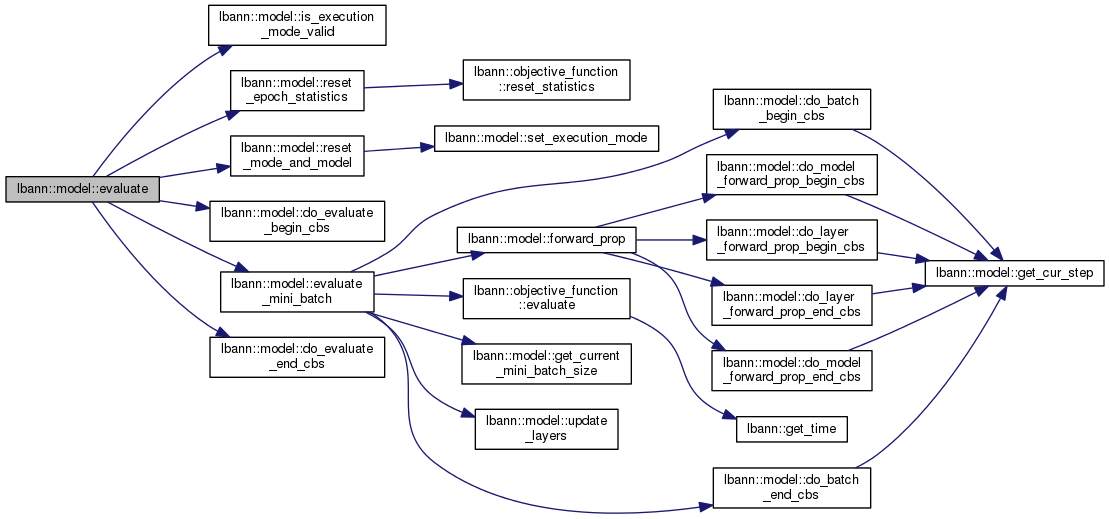 lbann::model::is_execution
_mode_valid
lbann::model::reset
_epoch_statistics
lbann::objective_function
::reset_statistics
lbann::model::reset
_mode_and_model
lbann::model::set_execution_mode
lbann::model::evaluate
lbann::model::do_evaluate
_begin_cbs
lbann::model::evaluate
_mini_batch
lbann::model::do_evaluate
_end_cbs
lbann::model::forward_prop
lbann::objective_function
::evaluate
lbann::model::get_current
_mini_batch_size
lbann::model::update
_layers
lbann::model::do_batch
_begin_cbs
lbann::model::do_model
_forward_prop_begin_cbs
lbann::model::do_layer
_forward_prop_begin_cbs
lbann::model::do_layer
_forward_prop_end_cbs
lbann::model::do_model
_forward_prop_end_cbs
lbann::get_time
lbann::model::do_batch
_end_cbs
lbann::model::get_cur_step